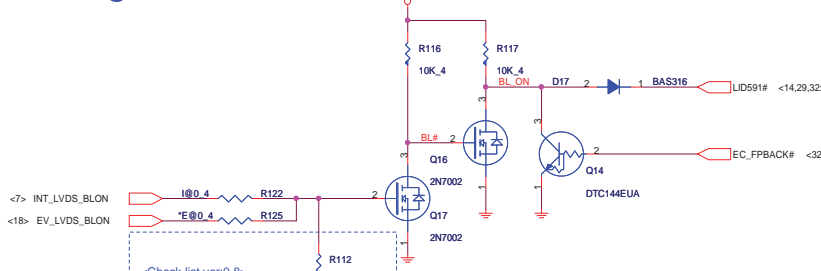 R116
R117
10K_4
10K_4
BL_ON
D17
2
1
BAS316
LID591#
<14,29,32
3
3
BL#
2
2
EC_FPBACK#
<32
3
Q16
Q14
1
1
2N7002
DTC144EUA
<7>
INT_LVDS_BLON
I@0_4
R122
2
<18>
EV_LVDS_BLON
*E@0_4
R125
Q17
1
2N7002
R112